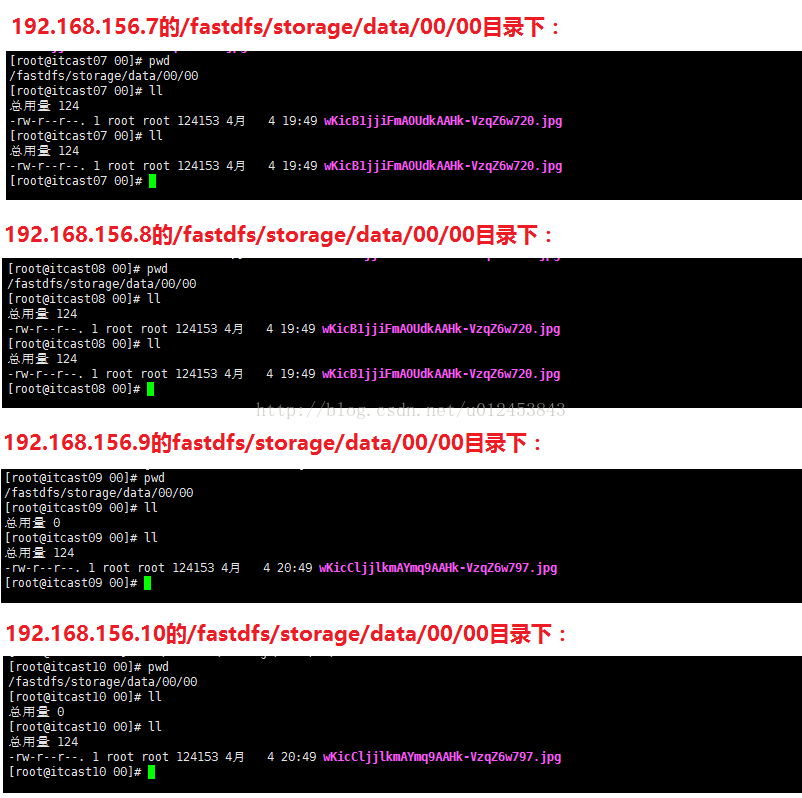 192.168.156.7的/fastdfs/storage/data/00/00目录下：
[root@itcast07 00]# pwd
/fastdfs/storage/data/00/00
[root@itcast07 00]# ll
总用量 124
-rw-r--r--. 1 root root 124153 4月   4 19:49 wKicB1jjiFmAOUdkAAHk-VzqZ6w720.jpg
[root@itcast07 00]# ll
总用量 124
-rw-r--r--. 1 root root 124153 4月   4 19:49 wKicB1jjiFmAOUdkAAHk-VzqZ6w720.jpg
[root@itcast07 00]#
192.168.156.8的/fastdfs/storage/data/00/00目录下：
[root@itcast08 00]# pwd
/fastdfs/storage/data/00/00
[root@itcast08 00]# ll
总用量 124
-rw-r--r--. 1 root root 124153 4月   4 19:49 wKicB1jjiFmAOUdkAAHk-VzqZ6w720.jpg
[root@itcast08 00]# ll
总用量 124
-rw-r--r--. 1 root root 124153 4月   4 19:49 wKicB1jjiFmAOUdkAAHk-VzqZ6w720.jpg
[root@itcast08 00]#
http://blog.csdn.net/u012453843
192.168.156.9的fastdfs/storage/data/00/00目录下：
[root@itcast09 00]# pwd
/fastdfs/storage/data/00/00
[root@itcast09 00]# ll
总用量 0
[root@itcast09 00]# ll
总用量 124
-rw-r--r--. 1 root root 124153 4月   4 20:49 wKicCljjlkmAYmq9AAHk-VzqZ6w797.jpg
[root@itcast09 00]#
192.168.156.10的/fastdfs/storage/data/00/00目录下：
[root@itcast10 00]# pwd
/fastdfs/storage/data/00/00
[root@itcast10 00]# ll
总用量 0
[root@itcast10 00]# ll
总用量 124
-rw-r--r--. 1 root root 124153 4月   4 20:49 wKicCljjlkmAYmq9AAHk-VzqZ6w797.jpg
[root@itcast10 00]#